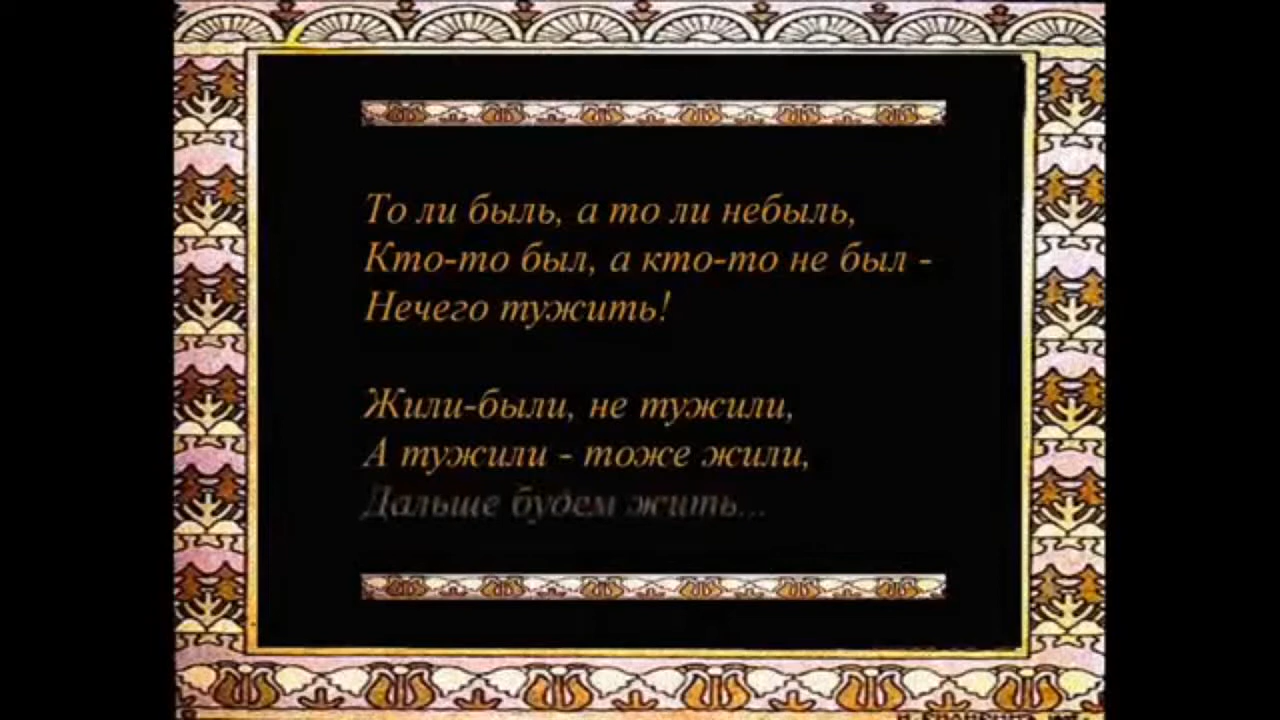 То ли быль, а то ли небыль,
Кто-то был, а кто-то не был -
Нечего тужить!
Жили-были, не тужили,
А тужили - тоже жили,
Дальше будем жить...